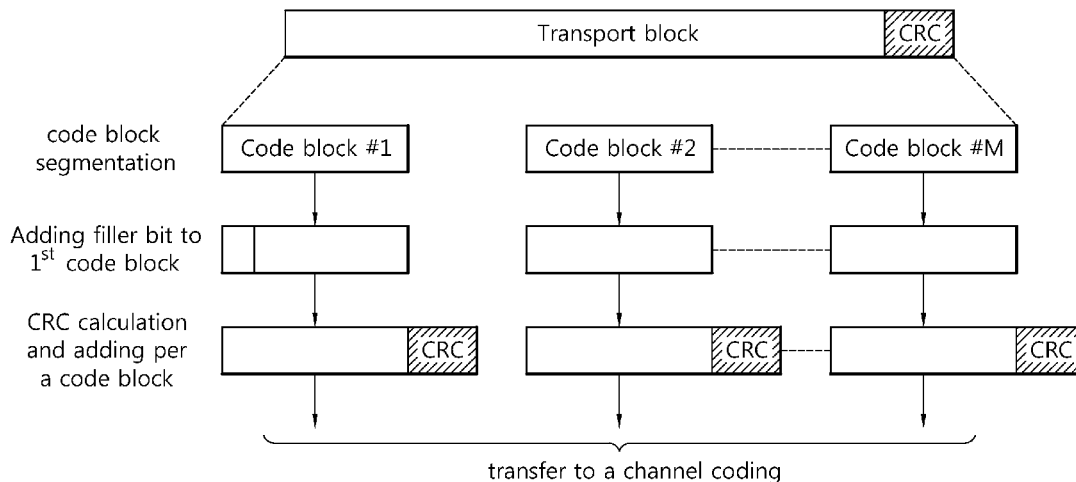 Transport block CRC
code block
segmentation
Code block #1 Code block #2 Code block #M
Adding filler bit to
1st code block
CRC calculation
and adding per
a code block
CRC CRC CRC
transfer to a channel coding